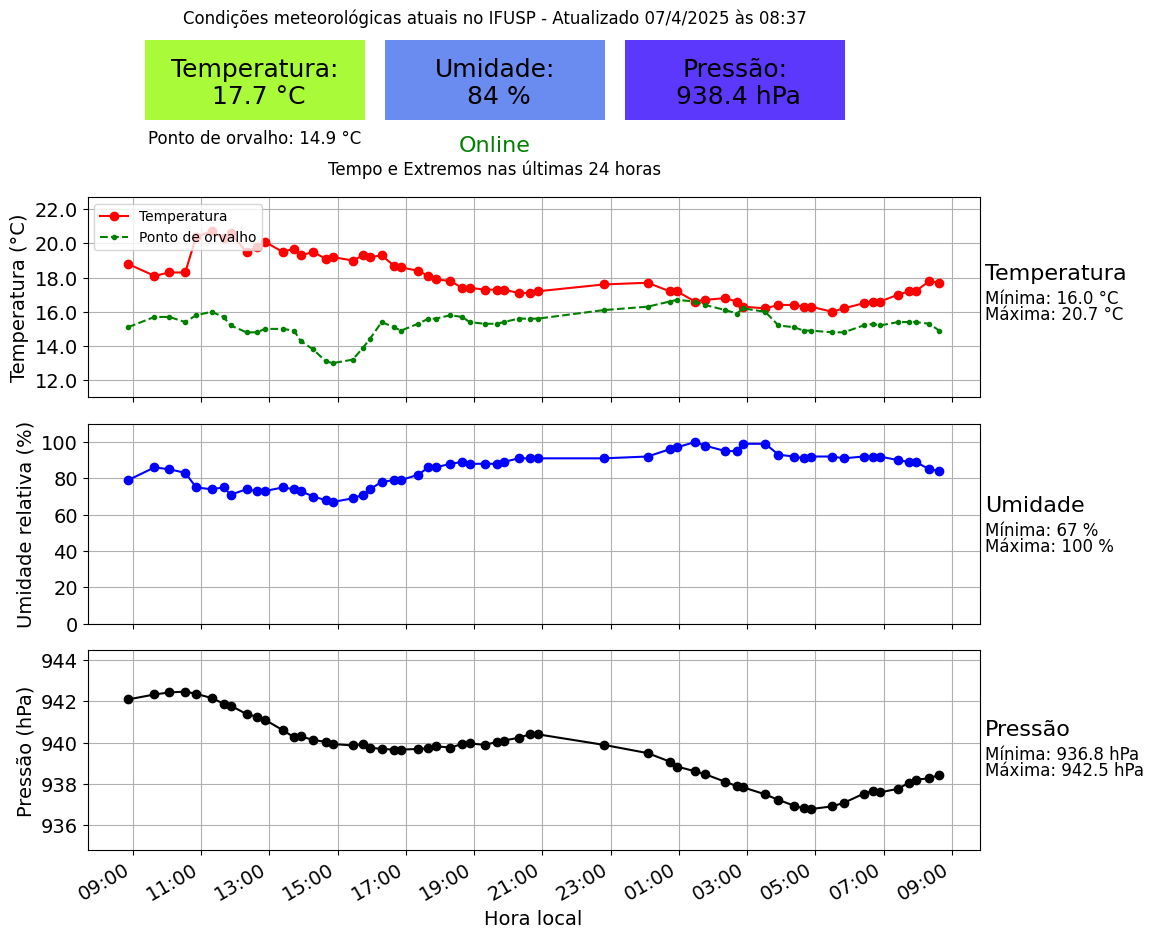 Condições meteorológicas atuais no IFUSP - Atualizado 07/4/2025 às 08:37
Temperatura:
17.7 °C
Umidade:
84 %
Pressão:
938.4 hPa
Ponto de orvalho: 14.9 °C
Online
Tempo e Extremos nas últimas 24 horas
Temperatura (°C)
22.0
20.0
18.0
16.0
14.0
12.0
Temperatura
Ponto de orvalho
Temperatura
Mínima: 16.0 °C
Máxima: 20.7 °C
Umidade relativa (%)
100
80
60
40
20
0
Umidade
Mínima: 67 %
Máxima: 100 %
Pressão (hPa)
944
942
940
938
936
Pressão
Mínima: 936.8 hPa
Máxima: 942.5 hPa
09:00 11:00 13:00 15:00 17:00 19:00 21:00 23:00 01:00 03:00 05:00 07:00 09:00
Hora local